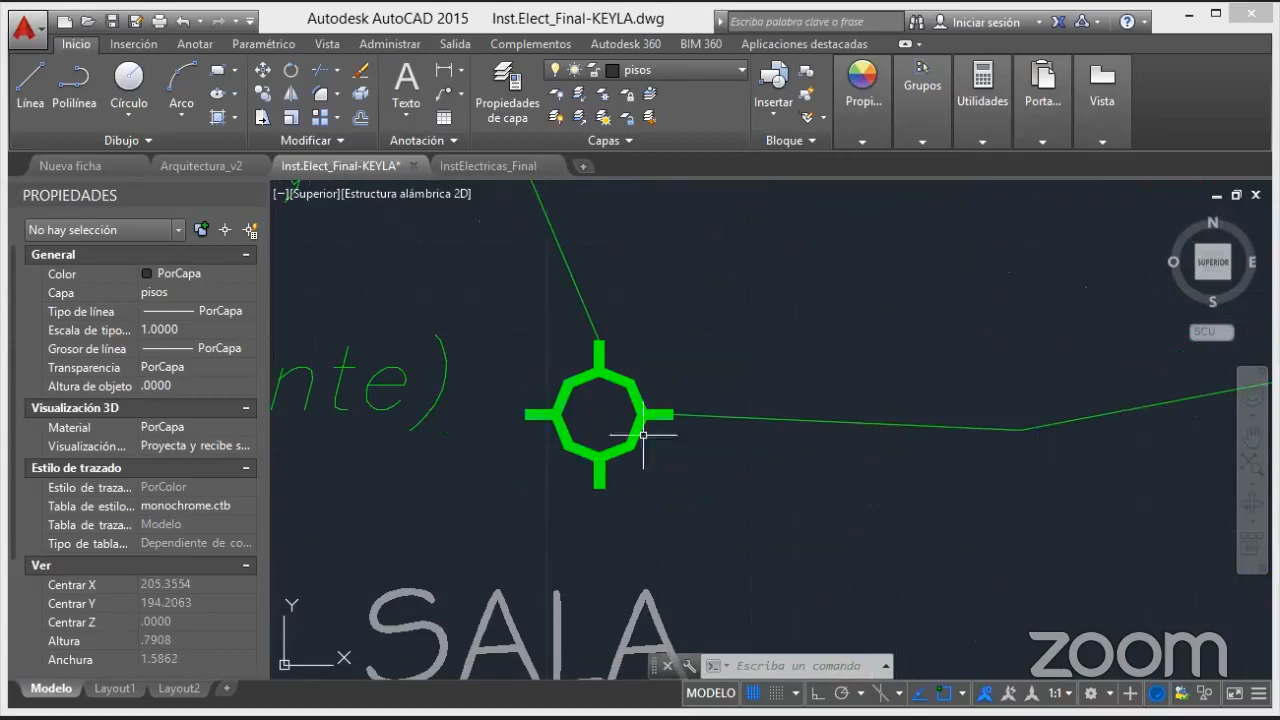 Autodesk AutoCAD 2015 Inst.Elect_Final-KEYLA.dwg
Escriba palabra clave o frase
Iniciar sesión
Inicio Inserción Anotar Paramétrico Vista Administrar Salida Complementos Autodesk 360 BIM 360 Aplicaciones destacadas
pisos
Línea Polilínea Círculo Arco Texto Propiedades de capa Insertar Propi... Grupos Utilidades Porta... Vista
Dibujo Modificar Anotación Capas Bloque
Nueva ficha Arquitectura_v2 Inst.Elect_Final-KEYLA* InstElectricas_Final
PROPIEDADES
[−][Superior][Estructura alámbrica 2D]
No hay selección
General
Color PorCapa
Capa pisos
Tipo de línea PorCapa
Escala de tipo... 1.0000
Grosor de línea PorCapa
Transparencia PorCapa
Altura de objeto .0000
Visualización 3D
Material PorCapa
Visualización... Proyecta y recibe s...
Estilo de trazado
Estilo de traza... PorColor
Tabla de estilo... monochrome.ctb
Tabla de traza... Modelo
Tipo de tabla... Dependiente de co...
Ver
Centrar X 205.3554
Centrar Y 194.2063
Centrar Z .0000
Altura .7908
Anchura 1.5862
N
O SUPERIOR E
S
SCU
nte)
SALA
Y
X
Escriba un comando
zoom
Modelo Layout1 Layout2 +
MODELO 1:1